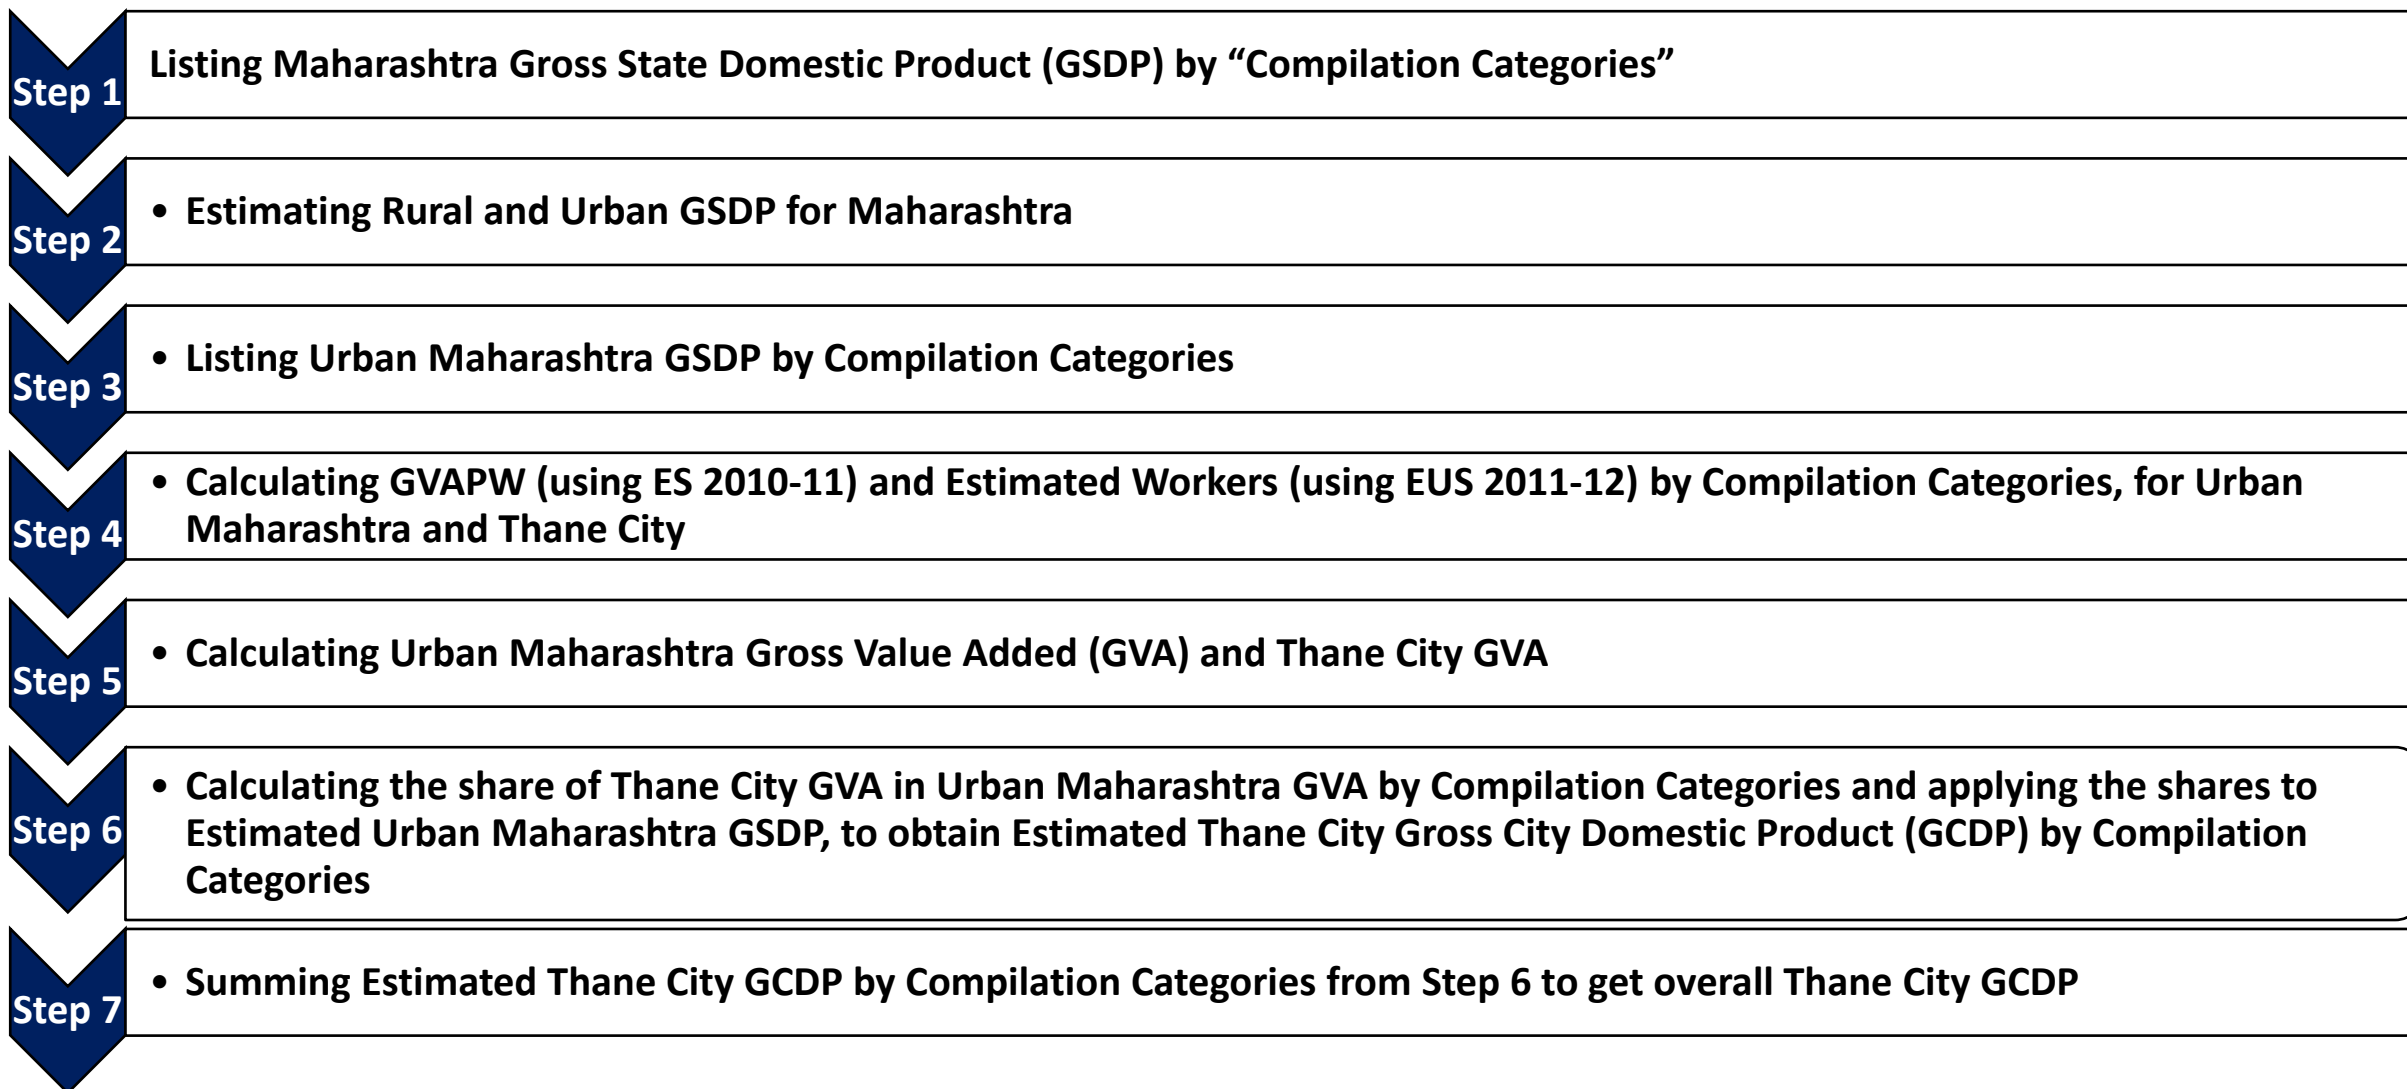 Step 1
Listing Maharashtra Gross State Domestic Product (GSDP) by “Compilation Categories”
Step 2
• Estimating Rural and Urban GSDP for Maharashtra
Step 3
• Listing Urban Maharashtra GSDP by Compilation Categories
Step 4
• Calculating GVAPW (using ES 2010-11) and Estimated Workers (using EUS 2011-12) by Compilation Categories, for Urban
Maharashtra and Thane City
Step 5
• Calculating Urban Maharashtra Gross Value Added (GVA) and Thane City GVA
Step 6
• Calculating the share of Thane City GVA in Urban Maharashtra GVA by Compilation Categories and applying the shares to
Estimated Urban Maharashtra GSDP, to obtain Estimated Thane City Gross City Domestic Product (GCDP) by Compilation
Categories
Step 7
• Summing Estimated Thane City GCDP by Compilation Categories from Step 6 to get overall Thane City GCDP